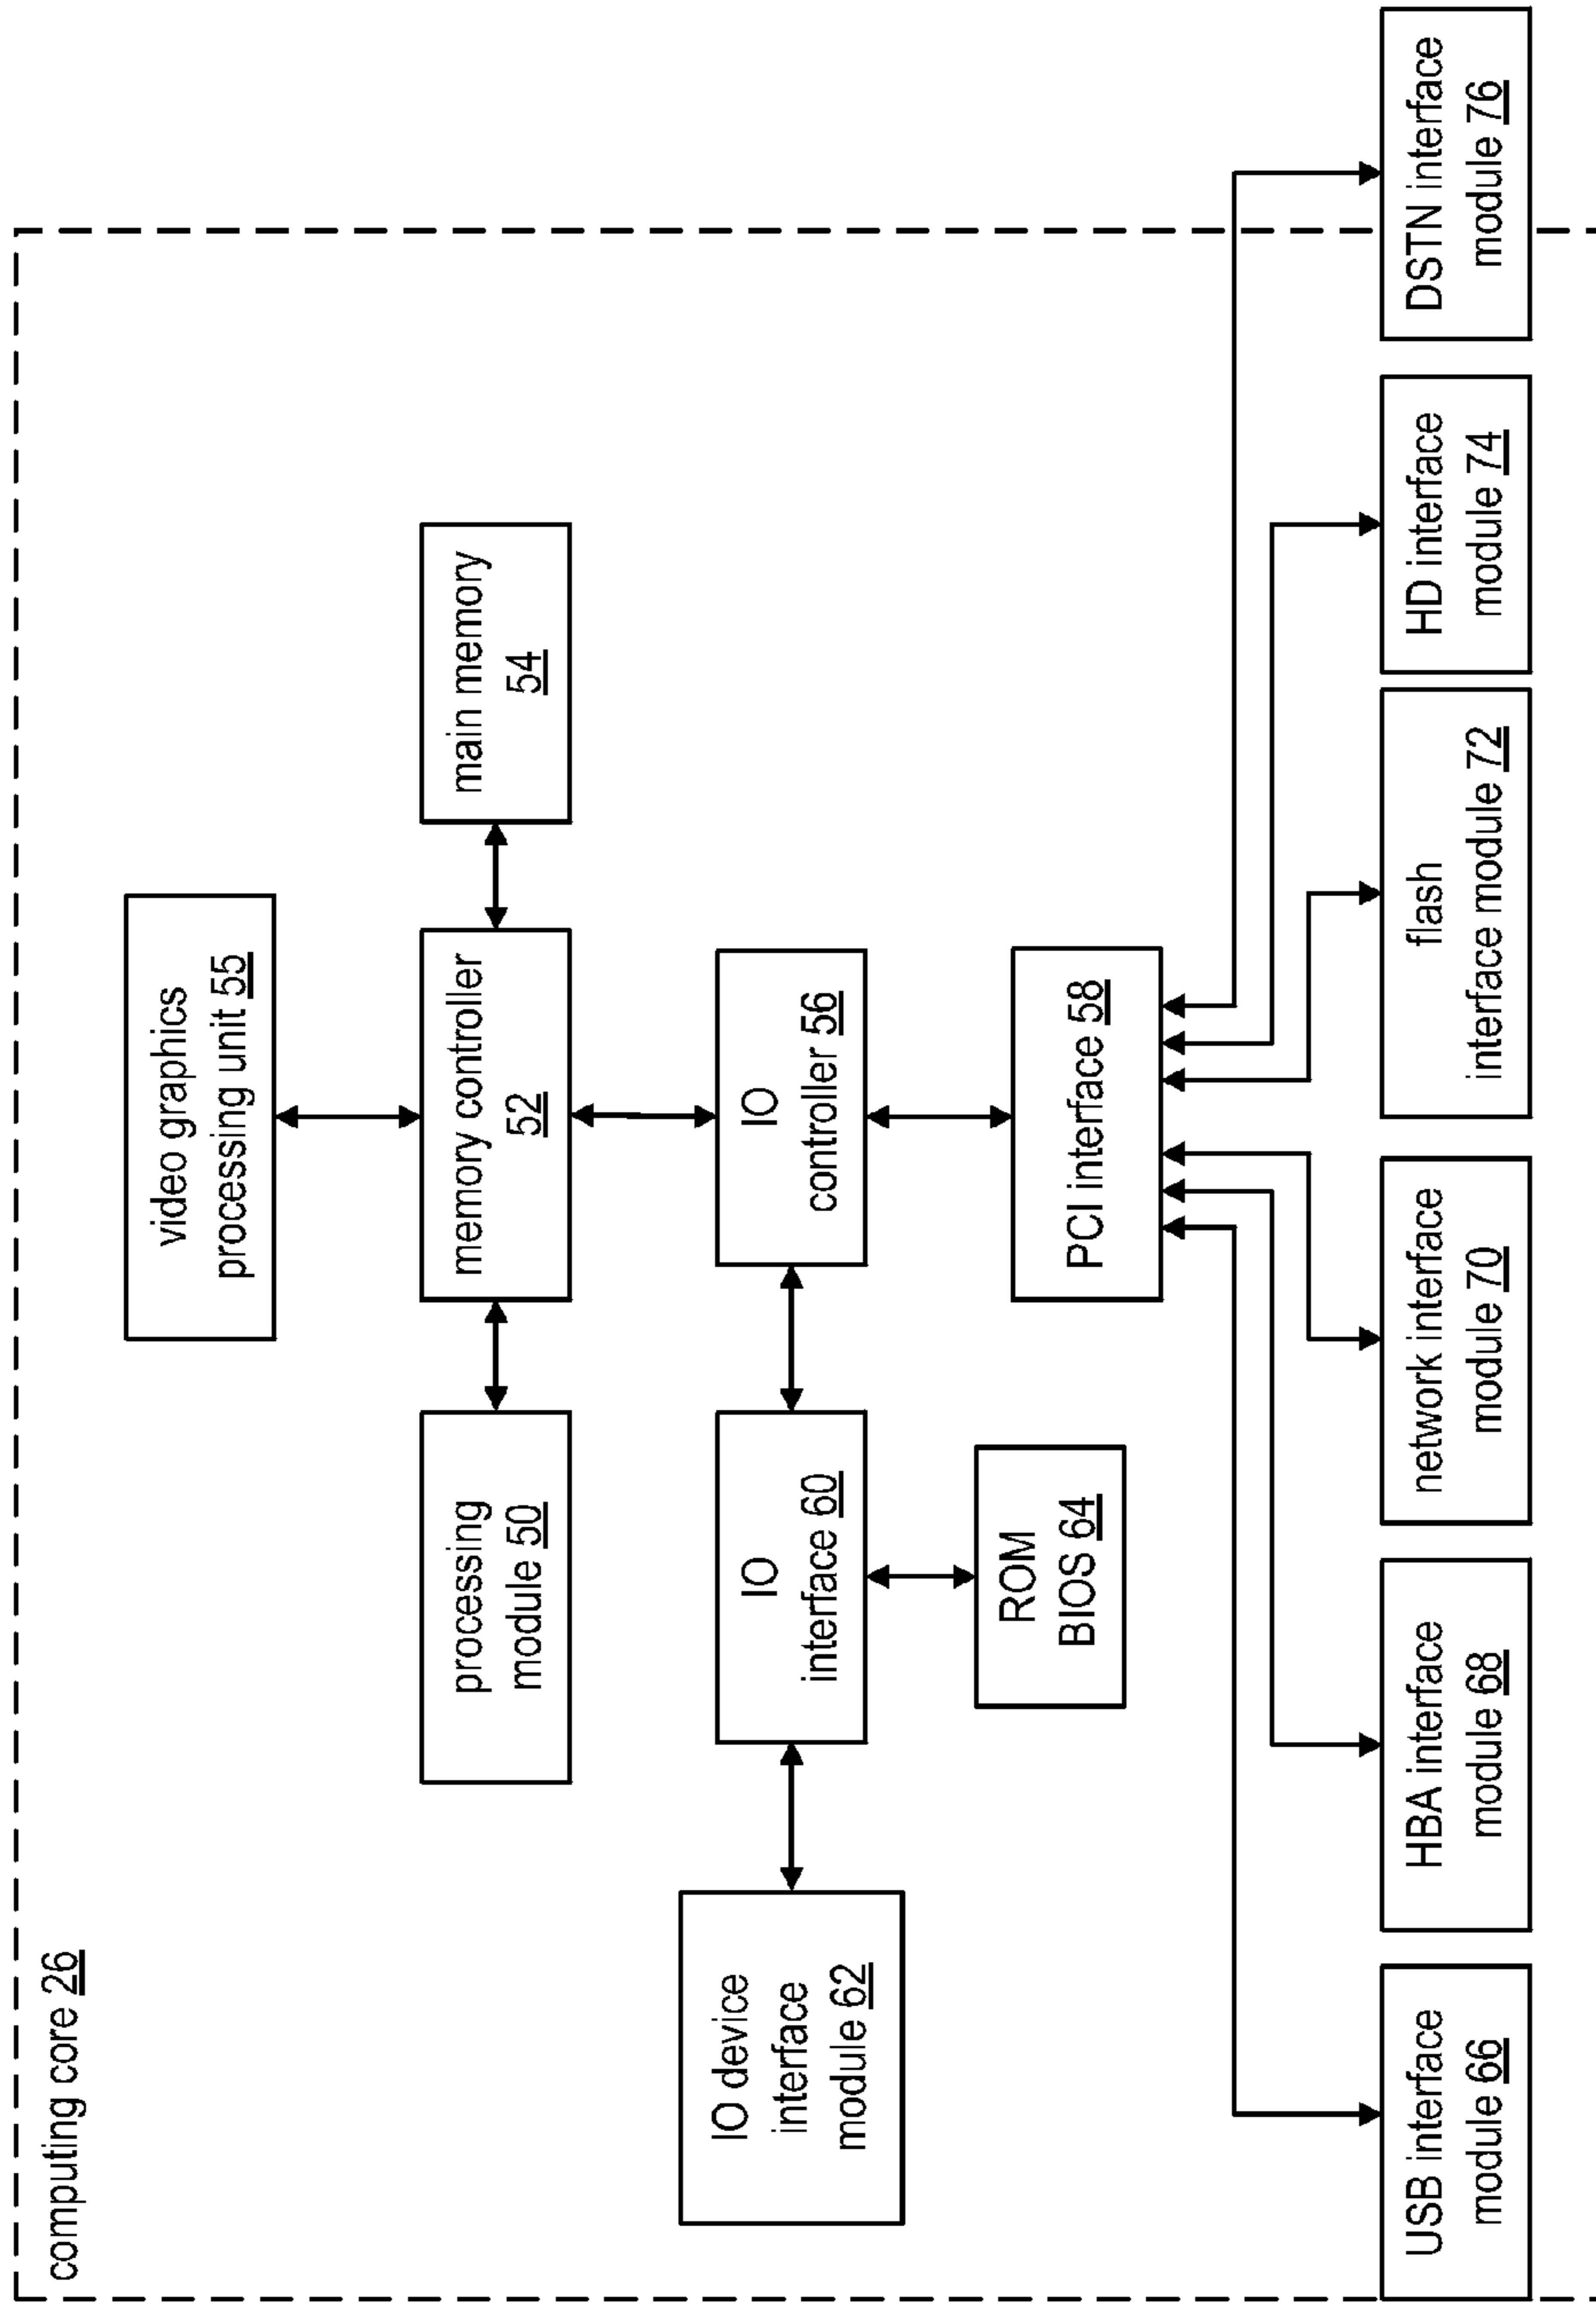 computing core 26
video graphics
processing unit 55
processing
module 50
memory controller
52
main memory
54
IO device
interface
module 62
IO
interface 60
IO
controller 56
ROM
BIOS 64
PCI interface 58
USB interface
module 66
HBA interface
module 68
network interface
module 70
flash
interface module 72
HD interface
module 74
DSTN interface
module 76